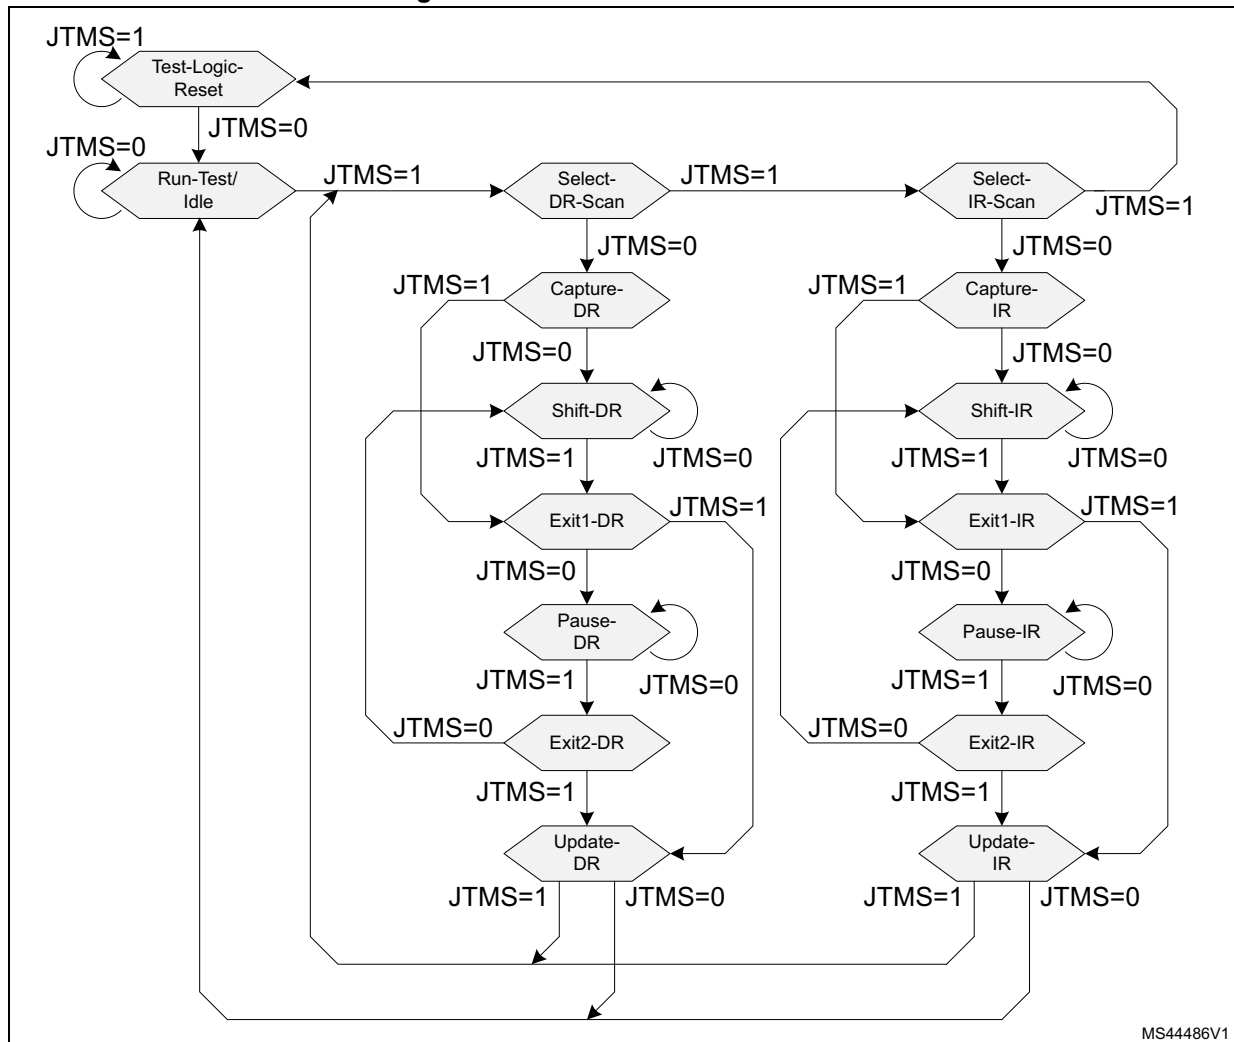 JTMS=1
Test-Logic-
Reset
JTMS=0
JTMS=0
Run-Test/
Idle
JTMS=1
Select-
DR-Scan
JTMS=1
Select-
IR-Scan
JTMS=1
JTMS=0
JTMS=0
JTMS=1
Capture-
DR
JTMS=1
Capture-
IR
JTMS=0
JTMS=0
Shift-DR
Shift-IR
JTMS=1
JTMS=0
JTMS=1
JTMS=0
Exit1-DR
JTMS=1
Exit1-IR
JTMS=1
JTMS=0
JTMS=0
Pause-
DR
Pause-IR
JTMS=1
JTMS=0
JTMS=1
JTMS=0
JTMS=0
Exit2-DR
JTMS=0
Exit2-IR
JTMS=1
JTMS=1
Update-
DR
Update-
IR
JTMS=1
JTMS=0
JTMS=1
JTMS=0
MS44486V1